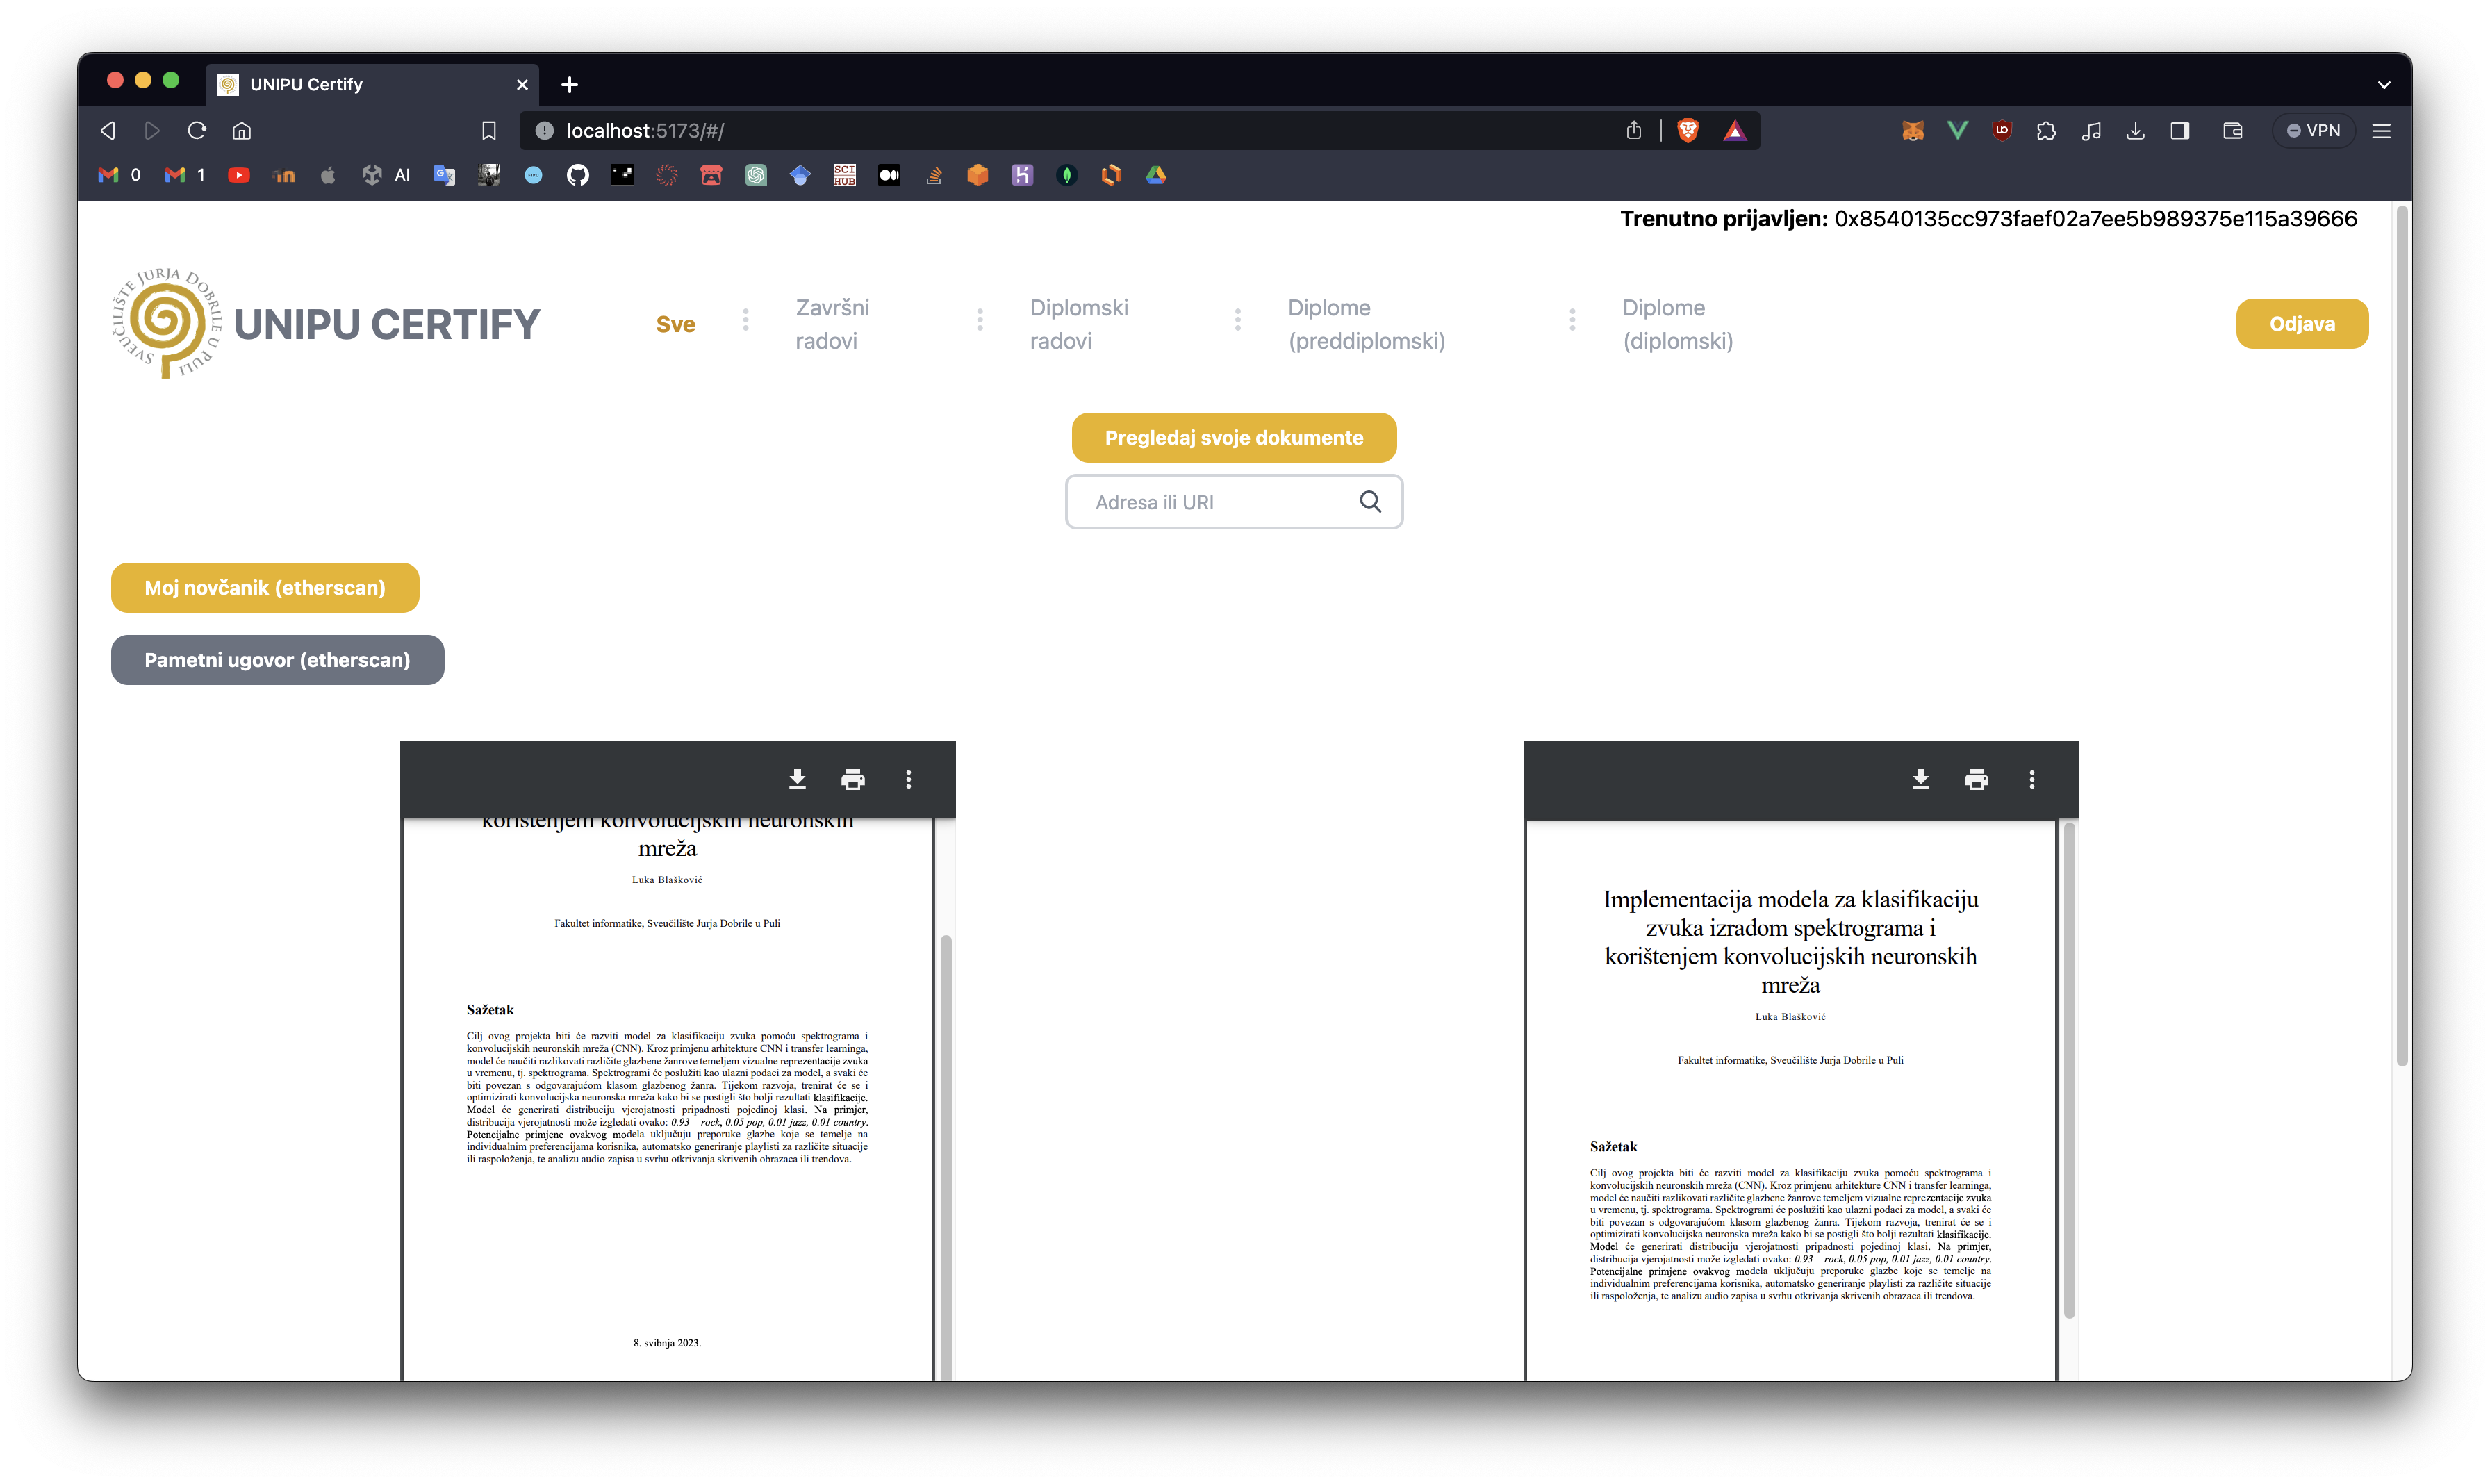 UNIPU Certify
localhost:5173/#/
VPN
0
1
AI
SCI
HUB
Trenutno prijavljen: 0x8540135cc973faef02a7ee5b989375e115a39666
SVEUČILIŠTE JURJA DOBRILE U PULI
UNIPU CERTIFY
Sve
Završni
radovi
Diplomski
radovi
Diplome
(preddiplomski)
Diplome
(diplomski)
Odjava
Pregledaj svoje dokumente
Adresa ili URI
Moj novčanik (etherscan)
Pametni ugovor (etherscan)
korištenjem konvolucijskih neuronskih
mreža
Luka Blašković
Fakultet informatike, Sveučilište Jurja Dobrile u Puli
Sažetak
Cilj ovog projekta biti će razviti model za klasifikaciju zvuka pomoću spektrograma i
konvolucijskih neuronskih mreža (CNN). Kroz primjenu arhitekture CNN i transfer learninga,
model će naučiti razlikovati različite glazbene žanrove temeljem vizualne reprezentacije zvuka
u vremenu, tj. spektrograma. Spektrogrami će poslužiti kao ulazni podaci za model, a svaki će
biti povezan s odgovarajućom klasom glazbenog žanra. Tijekom razvoja, trenirat će se i
optimizirati konvolucijska neuronska mreža kako bi se postigli što bolji rezultati klasifikacije.
Model će generirati distribuciju vjerojatnosti pripadnosti pojedinoj klasi. Na primjer,
distribucija vjerojatnosti može izgledati ovako: 0.93 – rock, 0.05 pop, 0.01 jazz, 0.01 country.
Potencijalne primjene ovakvog modela uključuju preporuke glazbe koje se temelje na
individualnim preferencijama korisnika, automatsko generiranje playlisti za različite situacije
ili raspoloženja, te analizu audio zapisa u svrhu otkrivanja skrivenih obrazaca ili trendova.
8. svibnja 2023.
Implementacija modela za klasifikaciju
zvuka izradom spektrograma i
korištenjem konvolucijskih neuronskih
mreža
Luka Blašković
Fakultet informatike, Sveučilište Jurja Dobrile u Puli
Sažetak
Cilj ovog projekta biti će razviti model za klasifikaciju zvuka pomoću spektrograma i
konvolucijskih neuronskih mreža (CNN). Kroz primjenu arhitekture CNN i transfer learninga,
model će naučiti razlikovati različite glazbene žanrove temeljem vizualne reprezentacije zvuka
u vremenu, tj. spektrograma. Spektrogrami će poslužiti kao ulazni podaci za model, a svaki će
biti povezan s odgovarajućom klasom glazbenog žanra. Tijekom razvoja, trenirat će se i
optimizirati konvolucijska neuronska mreža kako bi se postigli što bolji rezultati klasifikacije.
Model će generirati distribuciju vjerojatnosti pripadnosti pojedinoj klasi. Na primjer,
distribucija vjerojatnosti može izgledati ovako: 0.93 – rock, 0.05 pop, 0.01 jazz, 0.01 country.
Potencijalne primjene ovakvog modela uključuju preporuke glazbe koje se temelje na
individualnim preferencijama korisnika, automatsko generiranje playlisti za različite situacije
ili raspoloženja, te analizu audio zapisa u svrhu otkrivanja skrivenih obrazaca ili trendova.